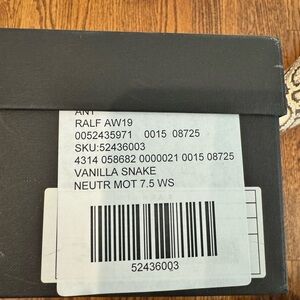 ANT
RALF AW19
0052435971 0015 08725
SKU:52436003
4314 058682 0000021 0015 08725
VANILLA SNAKE
NEUTR MOT 7.5 WS
52436003